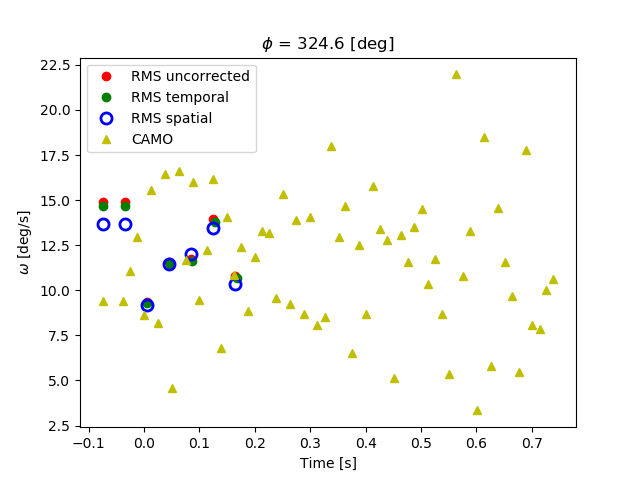 ϕ = 324.6 [deg]
22.5
20.0
17.5
15.0
12.5
10.0
7.5
5.0
2.5
ω [deg/s]
RMS uncorrected
RMS temporal
RMS spatial
CAMO
−0.1 0.0 0.1 0.2 0.3 0.4 0.5 0.6 0.7
Time [s]